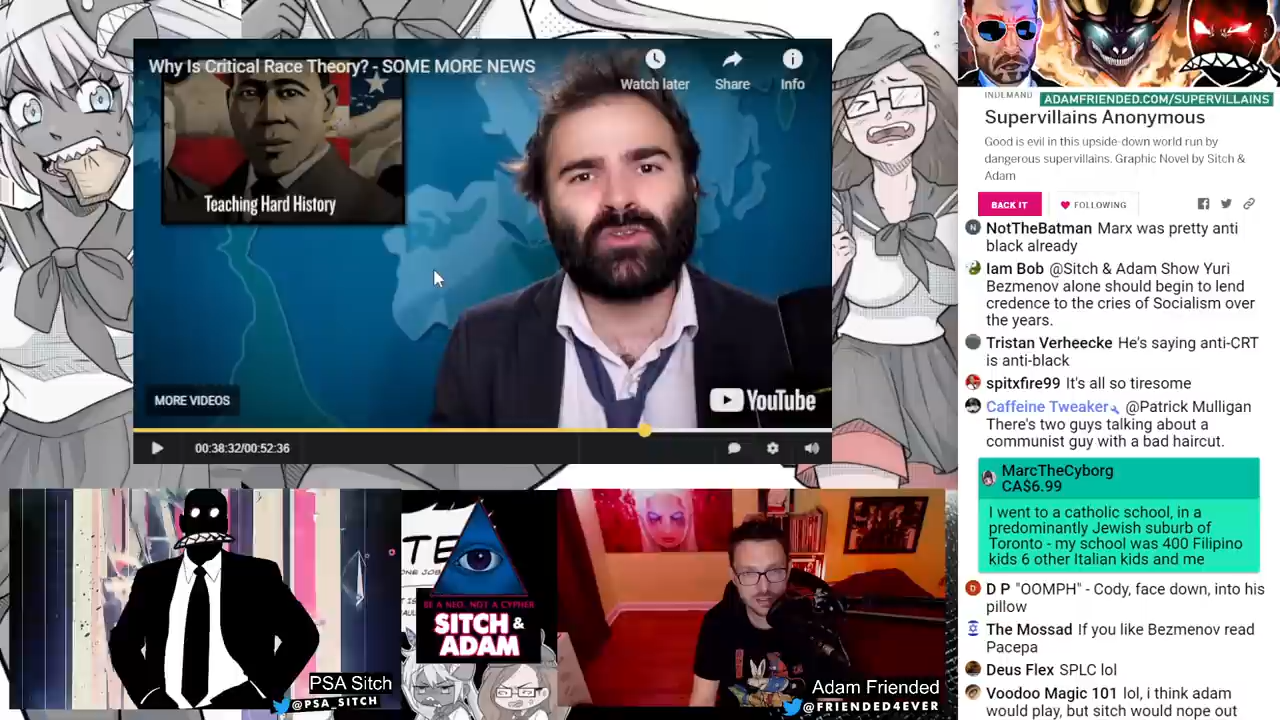 Why Is Critical Race Theory? - SOME MORE NEWS
Watch later
Share
Info
Teaching Hard History
MORE VIDEOS
YouTube
00:38:32/00:52:36
BE A NEO, NOT A CYPHER
SITCH &
ADAM
PSA Sitch
@PSA_SITCH
Adam Friended
@FRIENDED4EVER
INDEMAND
ADAMFRIENDED.COM/SUPERVILLAINS
Supervillains Anonymous
Good is evil in this upside-down world run by
dangerous supervillains. Graphic Novel by Sitch &
Adam
BACK IT
FOLLOWING
NotTheBatman Marx was pretty anti
black already
Iam Bob @Sitch & Adam Show Yuri
Bezmenov alone should begin to lend
credence to the cries of Socialism over
the years.
Tristan Verheecke He's saying anti-CRT
is anti-black
spitxfire99 It's all so tiresome
Caffeine Tweaker @Patrick Mulligan
There's two guys talking about a
communist guy with a bad haircut.
MarcTheCyborg
CA$6.99
I went to a catholic school, in a
predominantly Jewish suburb of
Toronto - my school was 400 Filipino
kids 6 other Italian kids and me
D P "OOMPH" - Cody, face down, into his
pillow
The Mossad If you like Bezmenov read
Pacepa
Deus Flex SPLC lol
Voodoo Magic 101 lol, i think adam
would play, but sitch would nope out